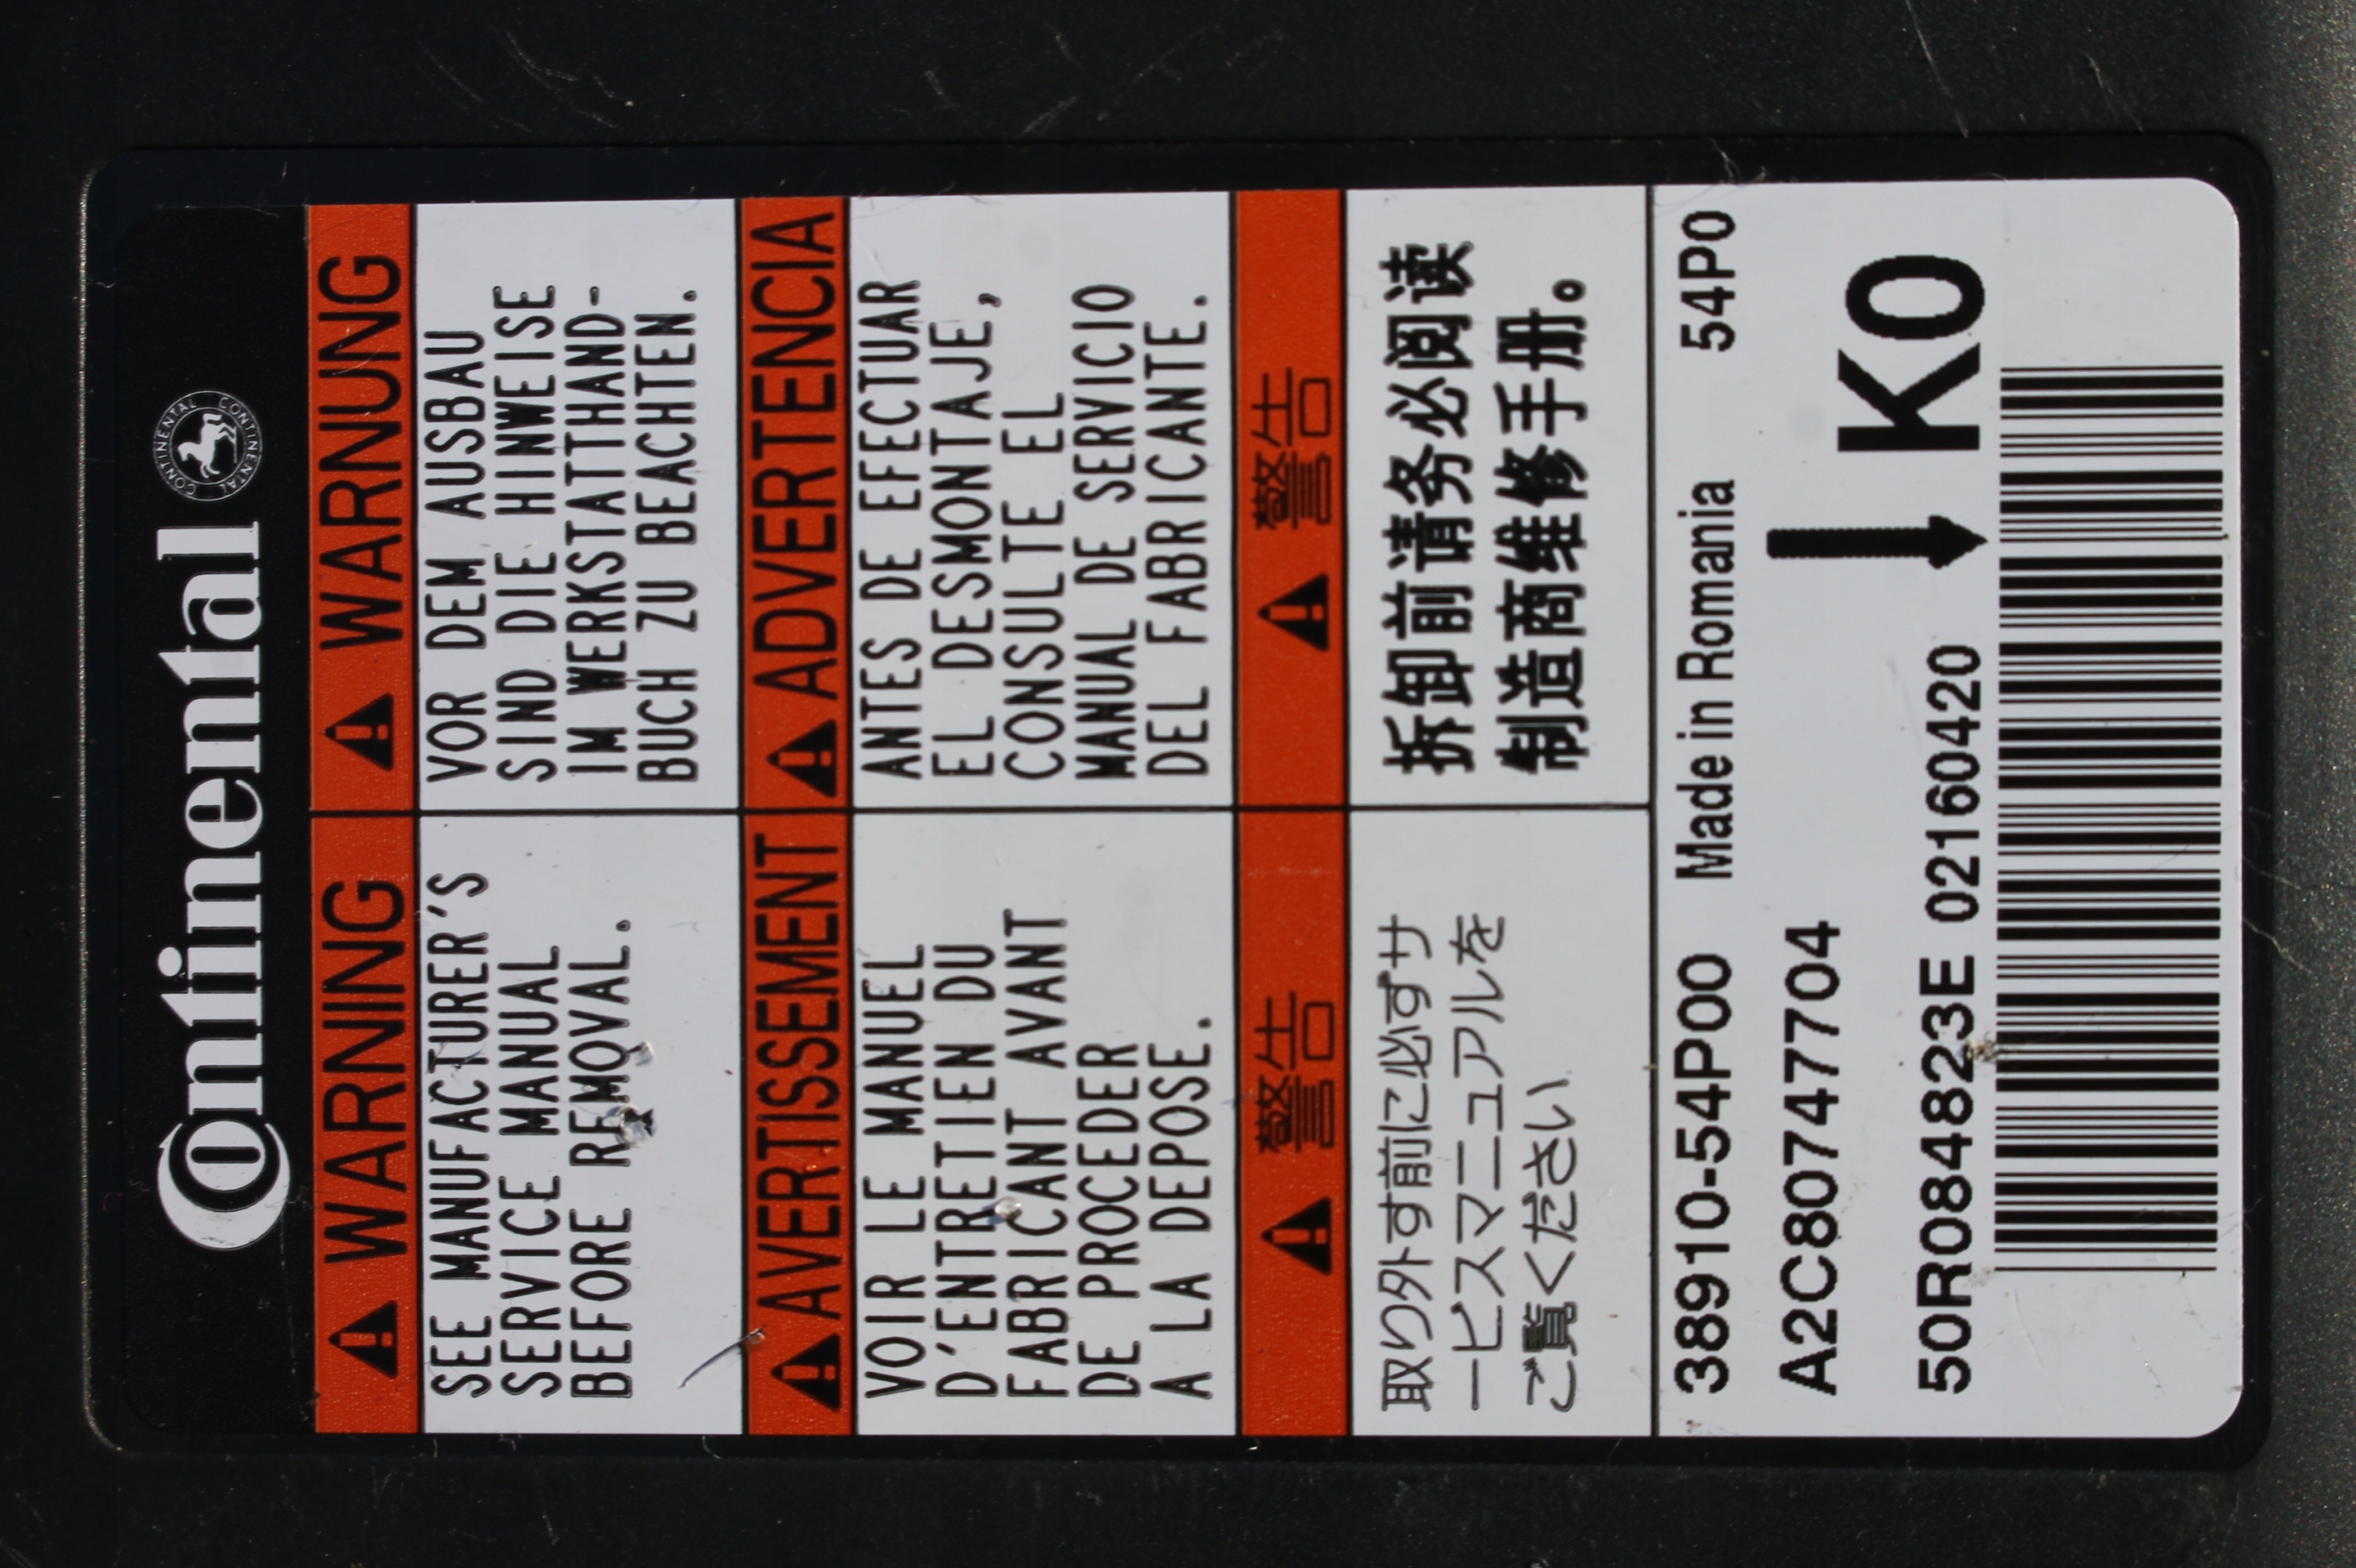 Continental
CONTINENTAL CONTINENTAL CONTINENTAL
WARNING
SEE MANUFACTURER'S
SERVICE MANUAL
BEFORE REMOVAL.
WARNUNG
VOR DEM AUSBAU
SIND DIE HINWEISE
IM WERKSTATTHAND-
BUCH ZU BEACHTEN.
AVERTISSEMENT
VOIR LE MANUEL
D'ENTRETIEN DU
FABRICANT AVANT
DE PROCEDER
A LA DEPOSE.
ADVERTENCIA
ANTES DE EFECTUAR
EL DESMONTAJE,
CONSULTE EL
MANUAL DE SERVICIO
DEL FABRICANTE.
警告
取り外す前に必ずサ
ービスマニュアルを
ご覧ください
警告
拆卸前请务必阅读
制造商维修手册。
38910-54P00 Made in Romania 54P0
A2C80747704
K0
50R084823E 02160420